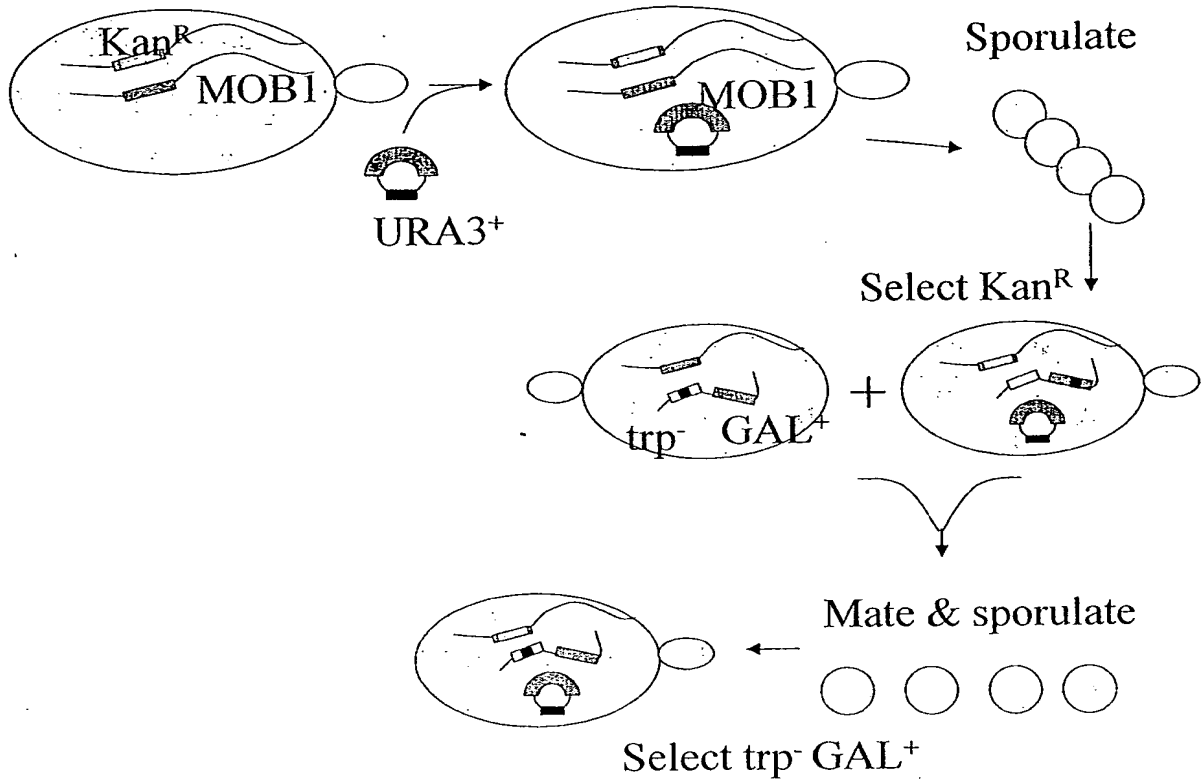 Kan^R
MOB1
URA3⁺
MOB1
Sporulate
Select Kan^R
trp⁻ GAL⁺
Mate & sporulate
Select trp⁻ GAL⁺